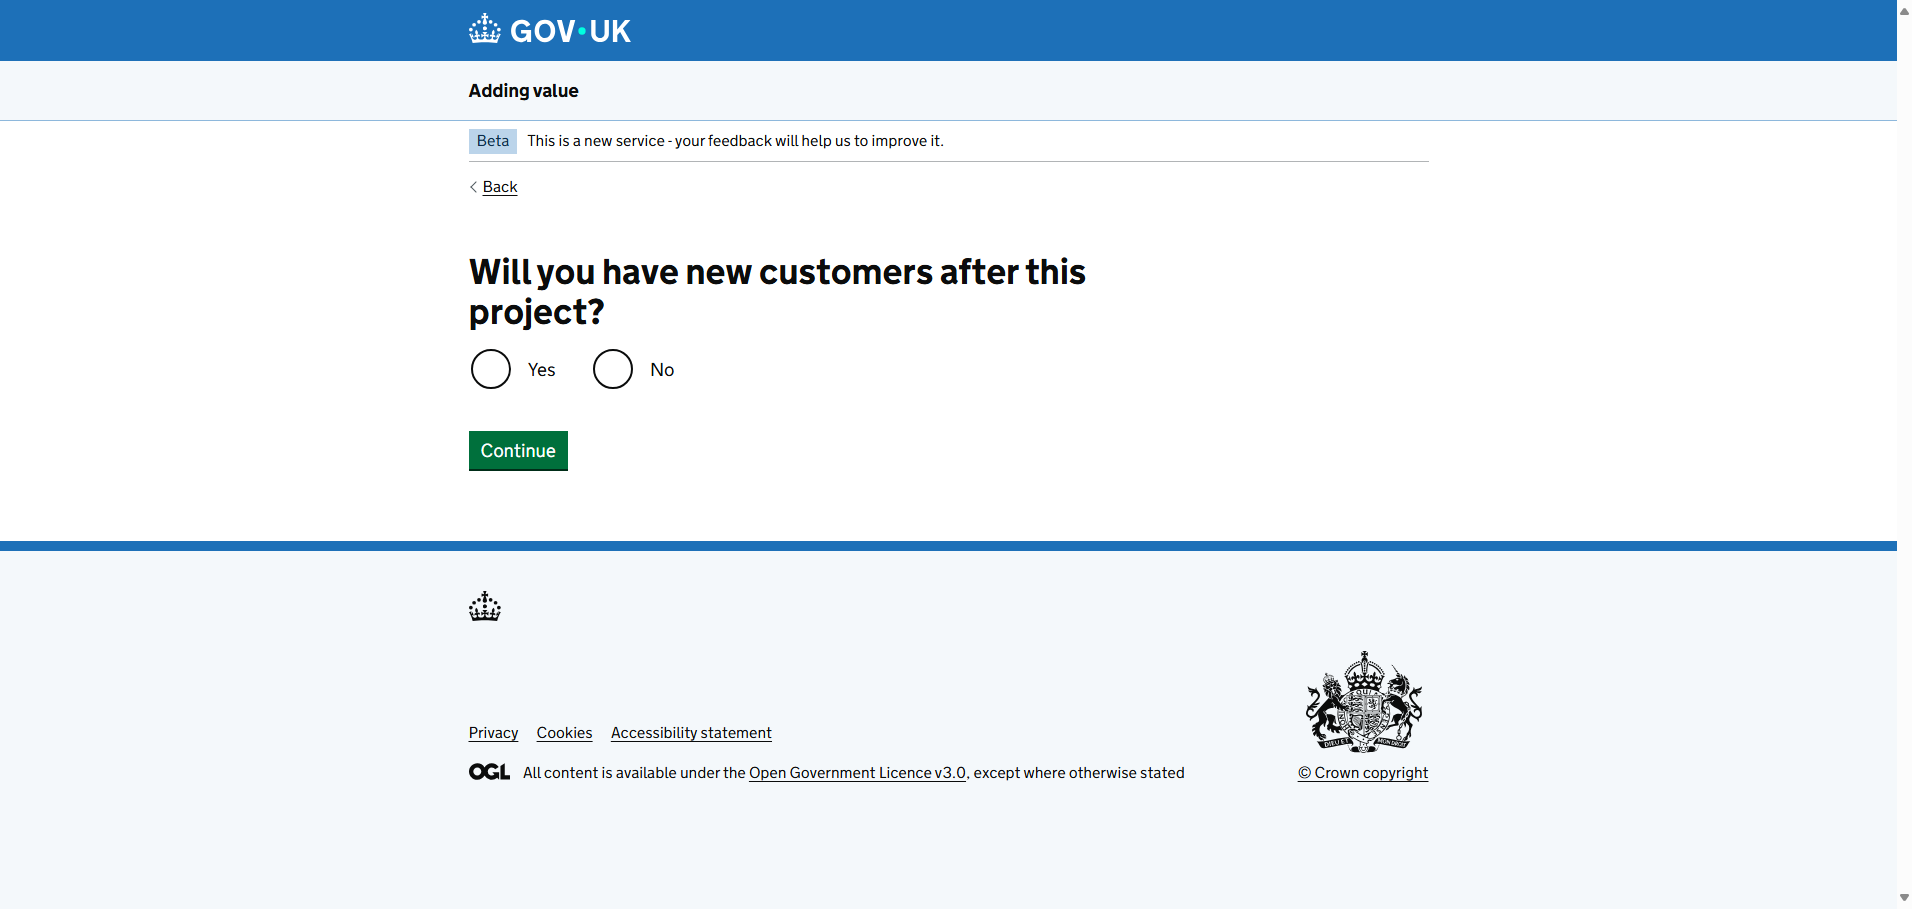 GOV·UK
Adding value
Beta This is a new service - your feedback will help us to improve it.
Back
Will you have new customers after this
project?
Yes No
Continue
Privacy Cookies Accessibility statement
OGL All content is available under the Open Government Licence v3.0, except where otherwise stated
© Crown copyright